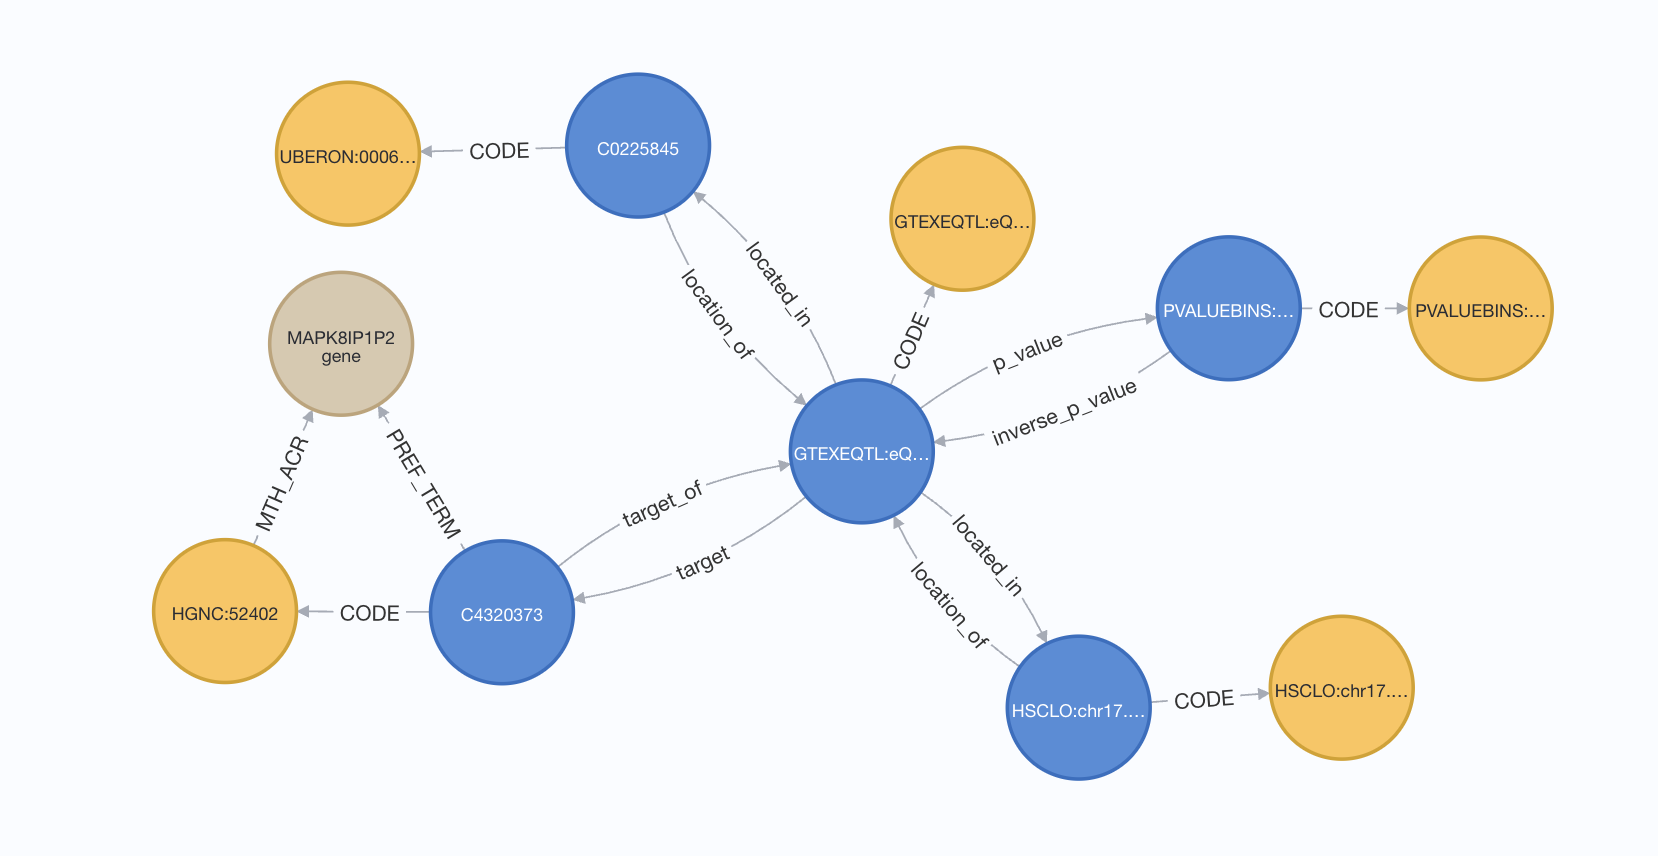 UBERON:0006...
CODE
C0225845
GTEXEQTL:eQ...
located_in
location_of
CODE
PVALUEBINS:...
CODE
PVALUEBINS:...
MAPK8IP1P2
gene
p_value
inverse_p_value
MTH_ACR
PREF_TERM
GTEXEQTL:eQ...
target_of
target
located_in
location_of
HGNC:52402
CODE
C4320373
HSCLO:chr17....
CODE
HSCLO:chr17....